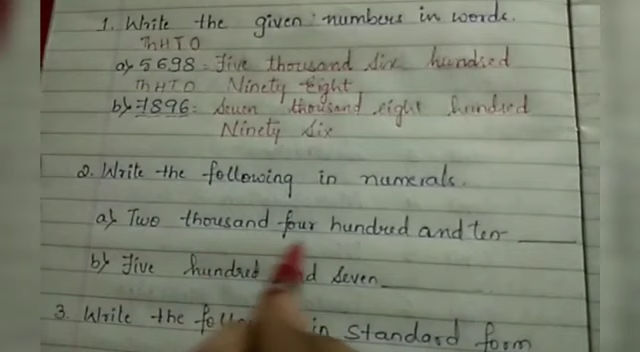 1. Write the given numbers in words.
Th H T O
a) 5698 = Five thousand six hundred
Th H T O Ninety eight
b) 7896 = Seven thousand eight hundred
Ninety six
2. Write the following in numerals.
a) Two thousand four hundred and ten
b) Five hundred seven
3. Write the in standard form